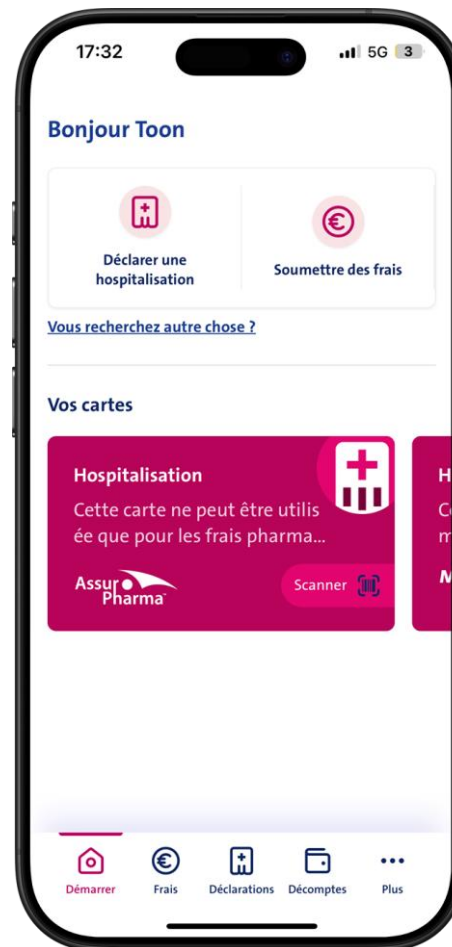 17:32
5G 3
Bonjour Toon
Déclarer une
hospitalisation
Soumettre des frais
Vous recherchez autre chose ?
Vos cartes
Hospitalisation
Cette carte ne peut être utilis
ée que pour les frais pharma...
Assur
Pharma
Scanner
H
M
Démarrer
Frais
Déclarations
Décomptes
Plus